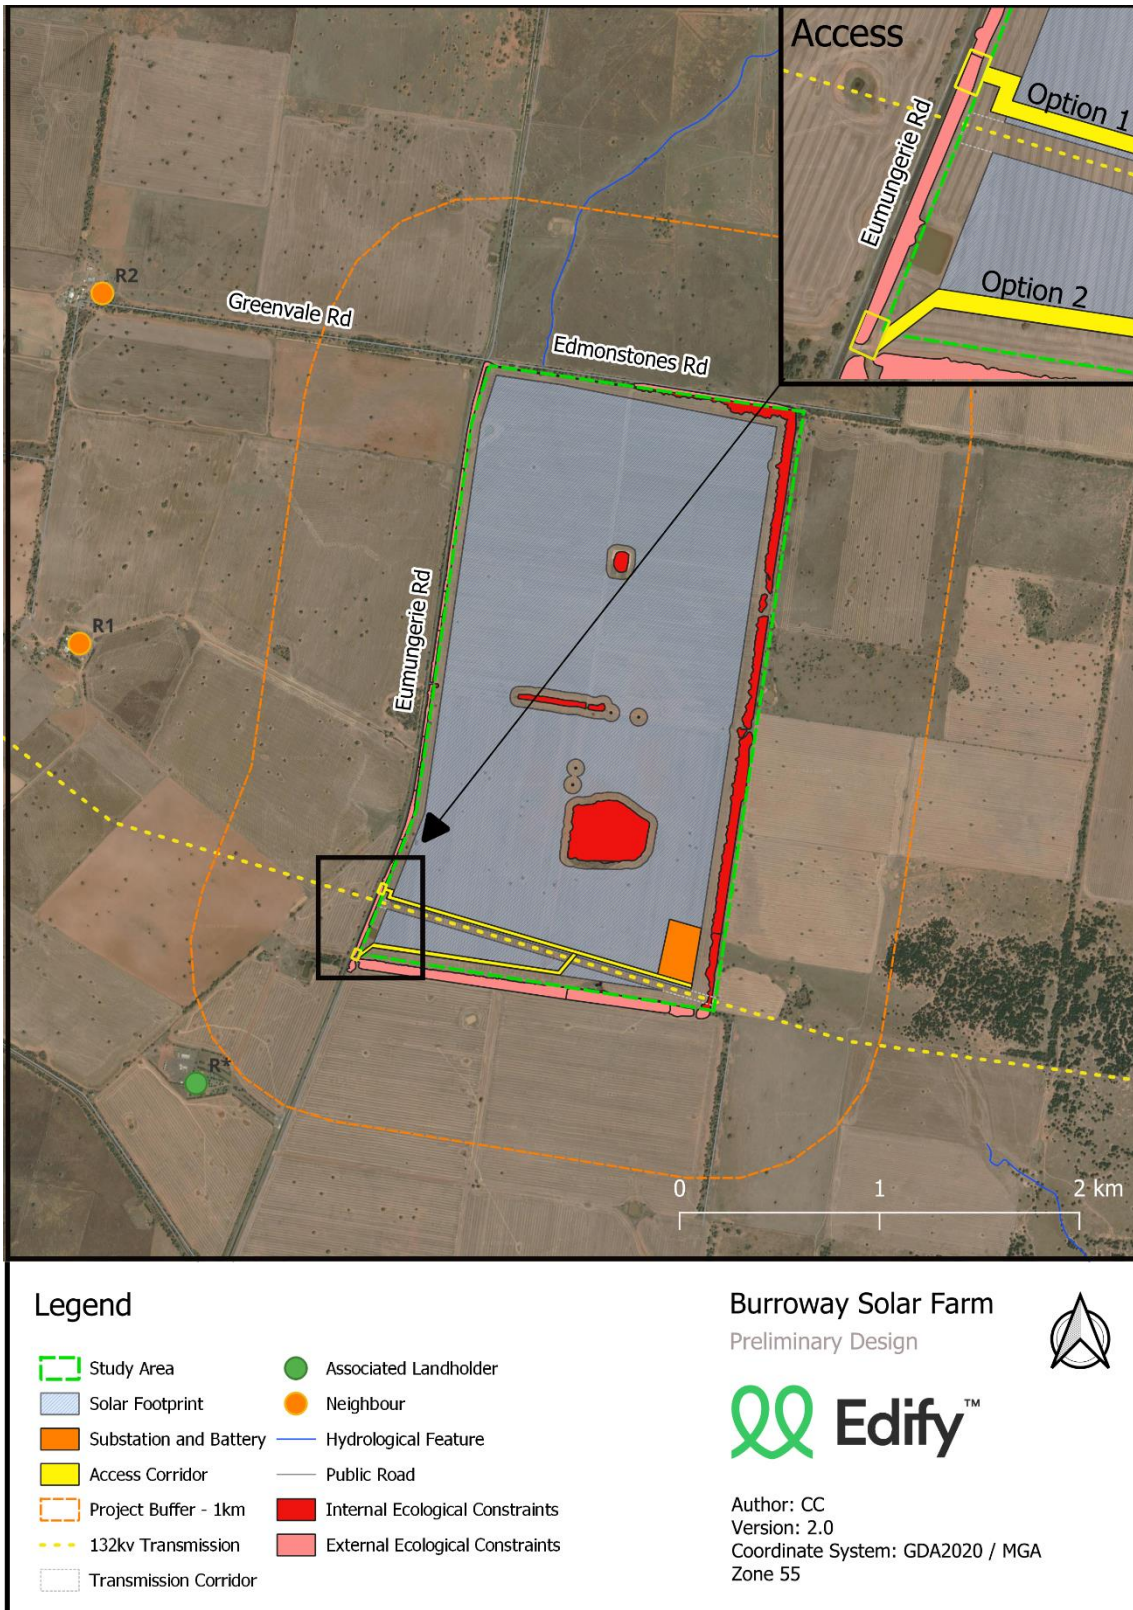 Access
Option 1
Eumungerie Rd
Option 2
R2
Greenvale Rd
Edmonstones Rd
Eumungerie Rd
R1
R*
0 1 2 km
Legend
Study Area
Solar Footprint
Substation and Battery
Access Corridor
Project Buffer - 1km
132kv Transmission
Transmission Corridor
Associated Landholder
Neighbour
Hydrological Feature
Public Road
Internal Ecological Constraints
External Ecological Constraints
Burroway Solar Farm
Preliminary Design
Edify™
Author: CC
Version: 2.0
Coordinate System: GDA2020 / MGA
Zone 55